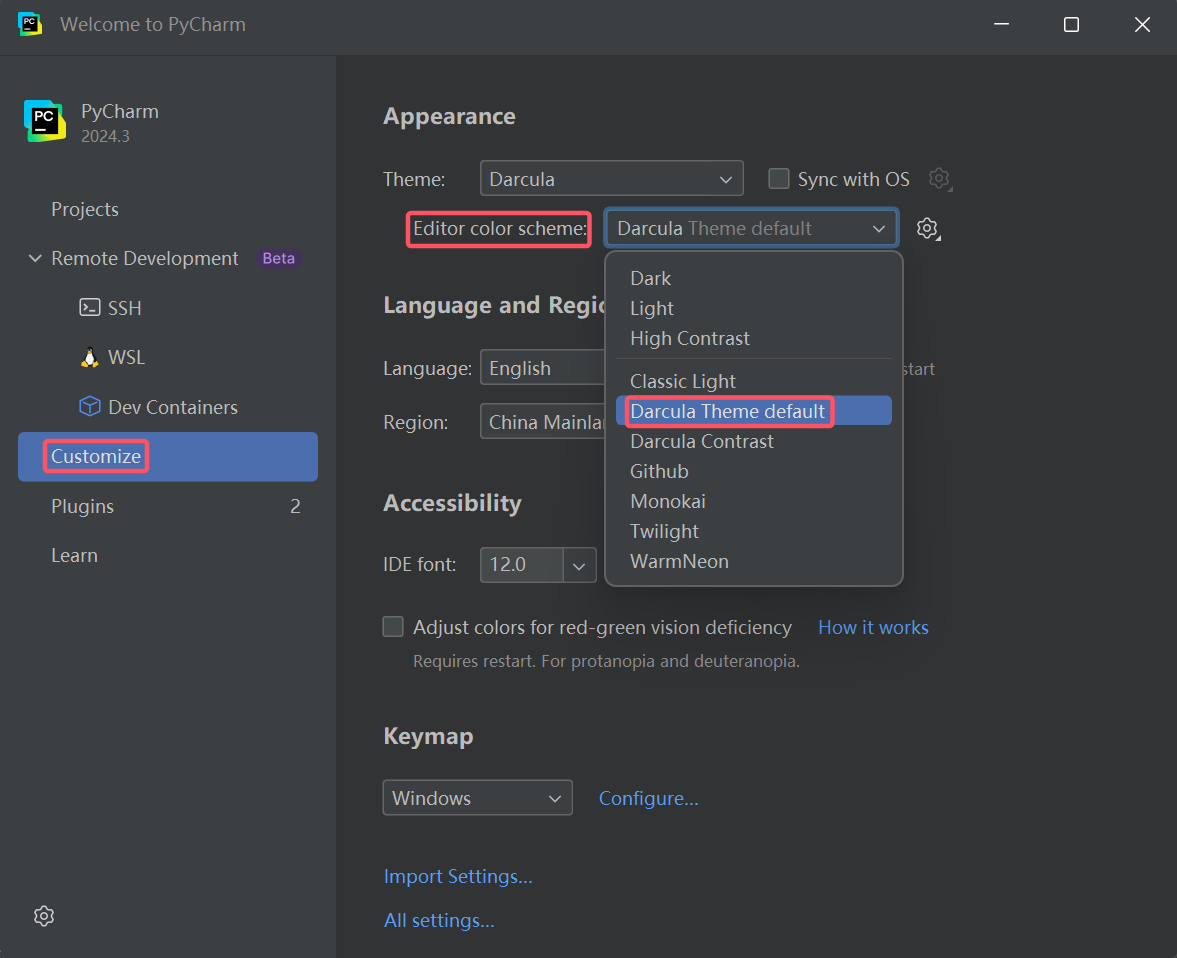 Welcome to PyCharm
PyCharm
2024.3
Projects
Remote Development Beta
SSH
WSL
Dev Containers
Customize
Plugins 2
Learn
Appearance
Theme: Darcula Sync with OS
Editor color scheme: Darcula Theme default
Dark
Light
High Contrast
Classic Light
Darcula Theme default
Darcula Contrast
Github
Monokai
Twilight
WarmNeon
Language and Regio
Language: English start
Region: China Mainlan
Accessibility
IDE font: 12.0
Adjust colors for red-green vision deficiency How it works
Requires restart. For protanopia and deuteranopia.
Keymap
Windows Configure...
Import Settings...
All settings...